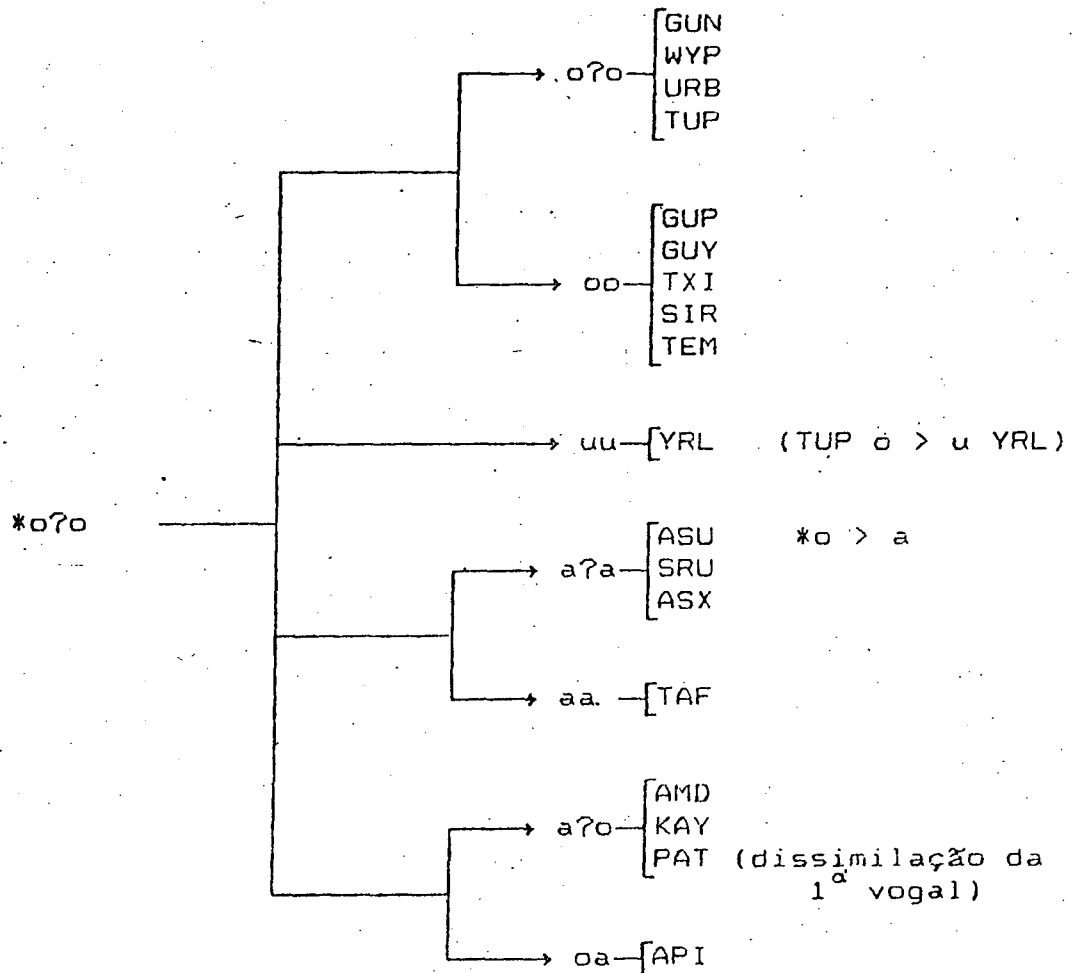 GUN
WYP
o?o
URB
TUP
GUP
GUY
oo
TXI
SIR
TEM
uu
YRL (TUP o > u YRL)
*o?o
ASU *o > a
a?a
SRU
ASX
aa.
TAF
AMD
a?o
KAY
PAT (dissimilação da
1ª vogal)
oa
API